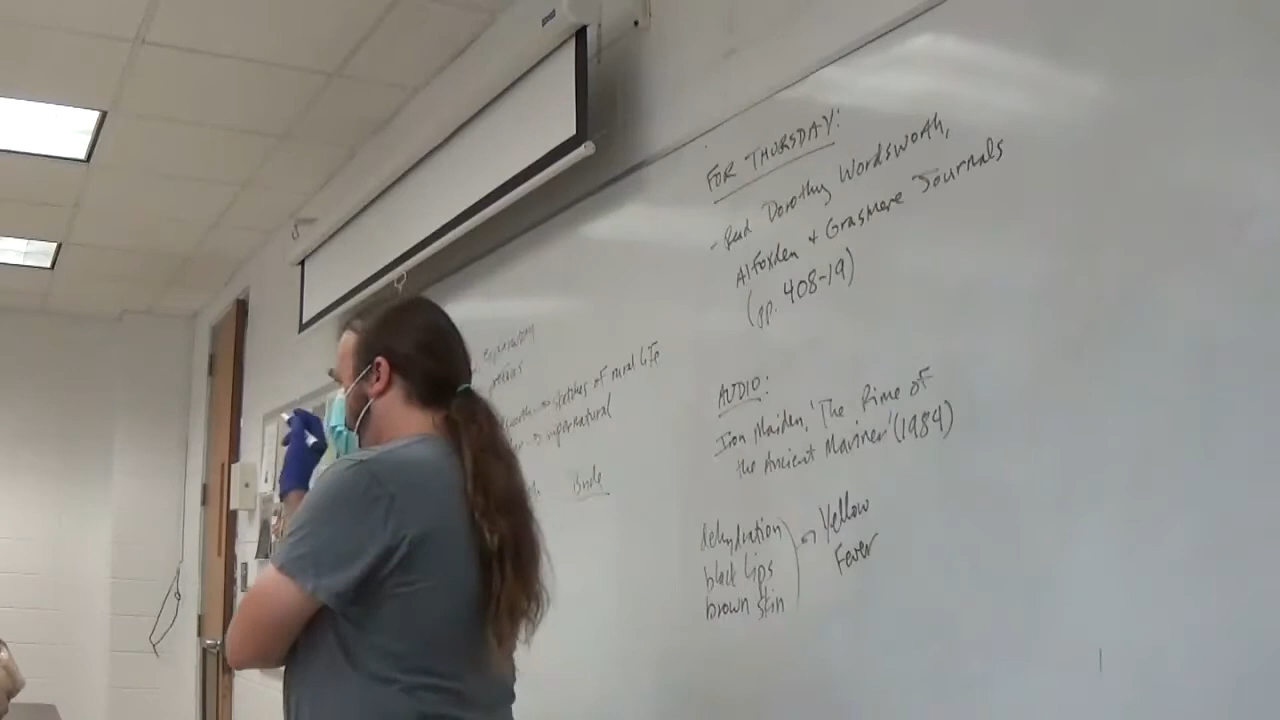 FOR THURSDAY:
- Read Dorothy Wordsworth,
Alfoxden + Grasmere Journals
(pp. 408-19)
AUDIO:
Iron Maiden, 'The Rime of
the Ancient Mariner' (1984)
dehydration
black lips
brown skin
→ Yellow
Fever
sketches of rural life
supernatural